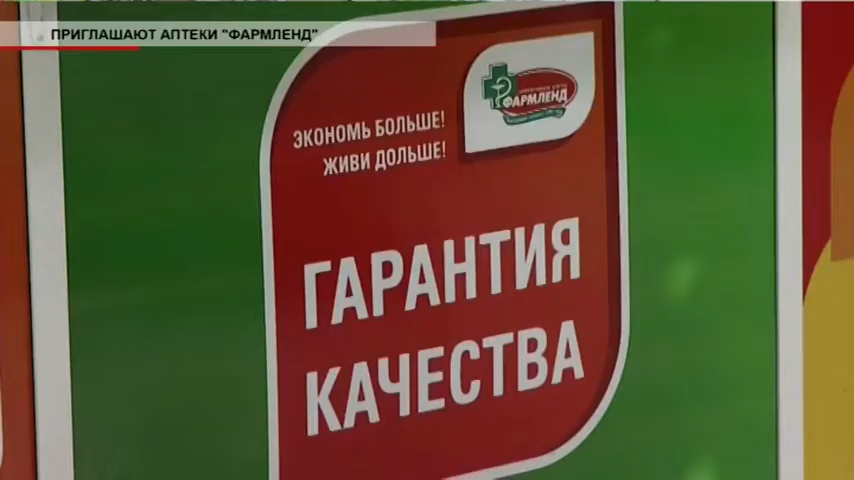 ПРИГЛАШАЮТ АПТЕКИ "ФАРМЛЕНД"
ЭКОНОМЬ БОЛЬШЕ!
ЖИВИ ДОЛЬШЕ!
ФАРМЛЕНД
ГАРАНТИЯ
КАЧЕСТВА